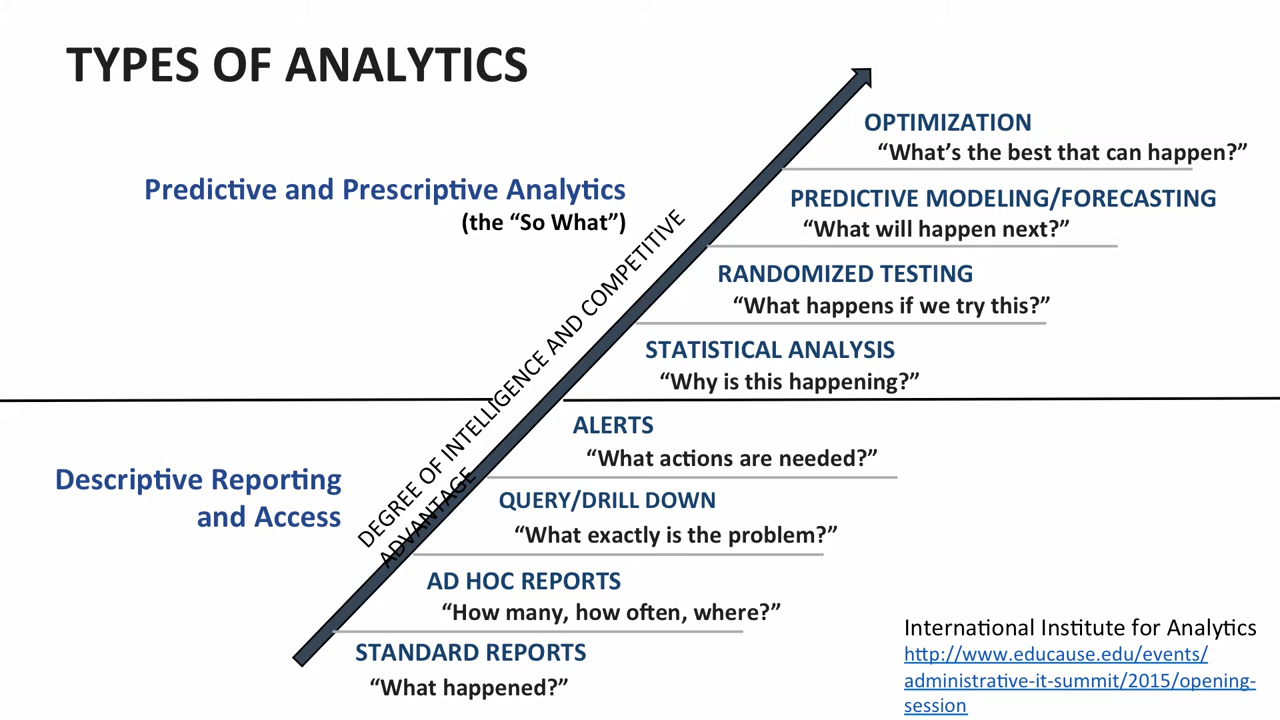 TYPES OF ANALYTICS
OPTIMIZATION
“What’s the best that can happen?”
Predictive and Prescriptive Analytics
(the “So What”)
PREDICTIVE MODELING/FORECASTING
“What will happen next?”
RANDOMIZED TESTING
“What happens if we try this?”
STATISTICAL ANALYSIS
“Why is this happening?”
DEGREE OF INTELLIGENCE AND COMPETITIVE
ADVANTAGE
ALERTS
“What actions are needed?”
Descriptive Reporting
and Access
QUERY/DRILL DOWN
“What exactly is the problem?”
AD HOC REPORTS
“How many, how often, where?”
STANDARD REPORTS
“What happened?”
International Institute for Analytics
http://www.educause.edu/events/
administrative-it-summit/2015/opening-
session